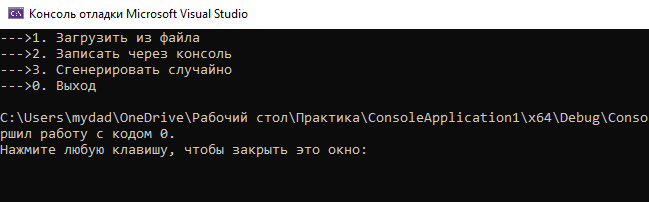 Консоль отладки Microsoft Visual Studio
--->1. Загрузить из файла
--->2. Записать через консоль
--->3. Сгенерировать случайно
--->0. Выход
C:\Users\mydad\OneDrive\Рабочий стол\Практика\ConsoleApplication1\x64\Debug\Conso
ршил работу с кодом 0.
Нажмите любую клавишу, чтобы закрыть это окно: